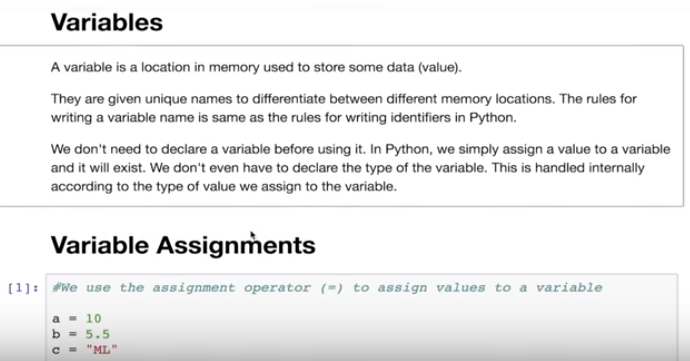 Variables
A variable is a location in memory used to store some data (value).
They are given unique names to differentiate between different memory locations. The rules for
writing a variable name is same as the rules for writing identifiers in Python.
We don't need to declare a variable before using it. In Python, we simply assign a value to a variable
and it will exist. We don't even have to declare the type of the variable. This is handled internally
according to the type of value we assign to the variable.
Variable Assignments
[1]: #We use the assignment operator (=) to assign values to a variable
a = 10
b = 5.5
c = "ML"